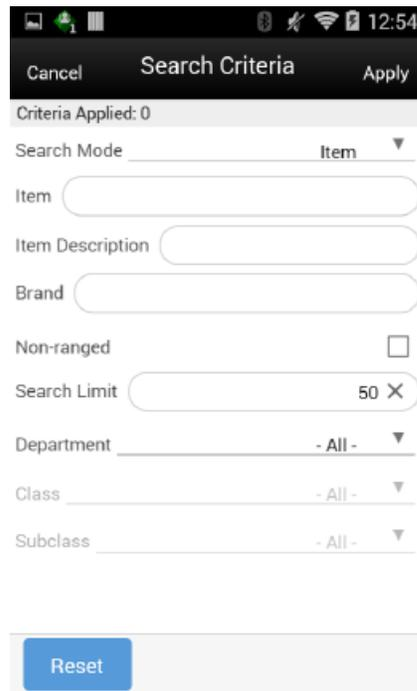 12:54
Cancel Search Criteria Apply
Criteria Applied: 0
Search Mode Item
Item
Item Description
Brand
Non-ranged
Search Limit 50
Department - All -
Class - All -
Subclass - All -
Reset